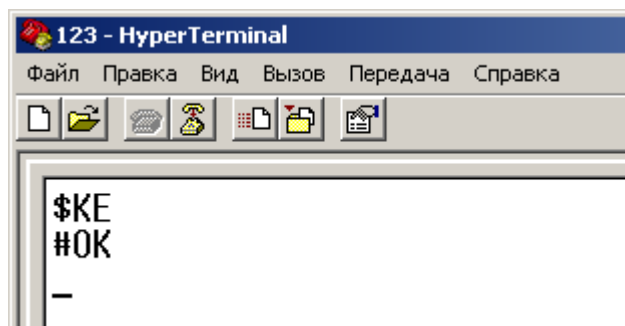 123 - HyperTerminal
Файл Правка Вид Вызов Передача Справка
$KE
#OK
_